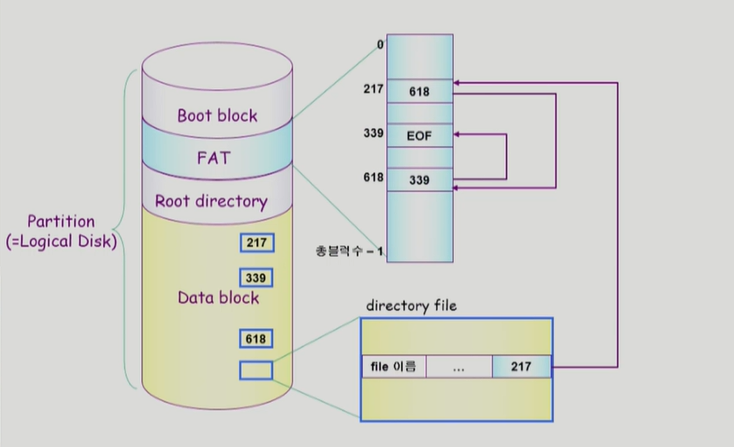 Boot block
FAT
Root directory
Partition
(=Logical Disk)
217
339
Data block
618
0
217
618
339
EOF
618
339
총블럭수 – 1
directory file
file 이름
...
217